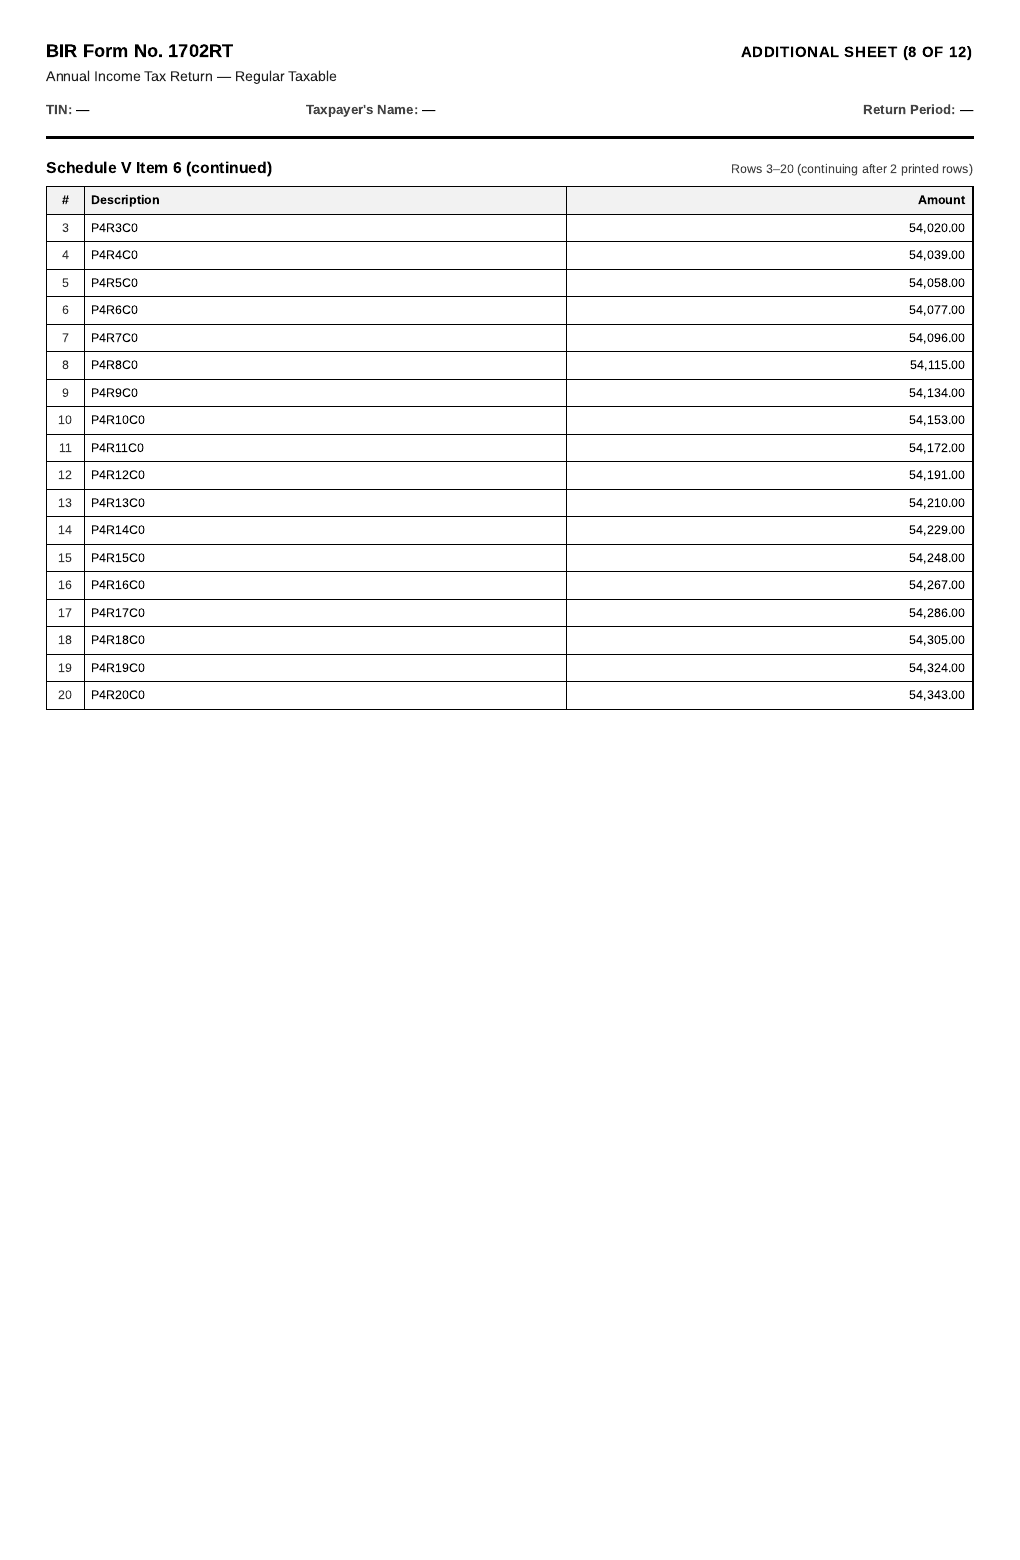 BIR Form No. 1702RT
ADDITIONAL SHEET (8 OF 12)
Annual Income Tax Return — Regular Taxable
TIN: — Taxpayer's Name: — Return Period: —
Schedule V Item 6 (continued) Rows 3–20 (continuing after 2 printed rows)
# Description Amount
3 P4R3C0 54,020.00
4 P4R4C0 54,039.00
5 P4R5C0 54,058.00
6 P4R6C0 54,077.00
7 P4R7C0 54,096.00
8 P4R8C0 54,115.00
9 P4R9C0 54,134.00
10 P4R10C0 54,153.00
11 P4R11C0 54,172.00
12 P4R12C0 54,191.00
13 P4R13C0 54,210.00
14 P4R14C0 54,229.00
15 P4R15C0 54,248.00
16 P4R16C0 54,267.00
17 P4R17C0 54,286.00
18 P4R18C0 54,305.00
19 P4R19C0 54,324.00
20 P4R20C0 54,343.00